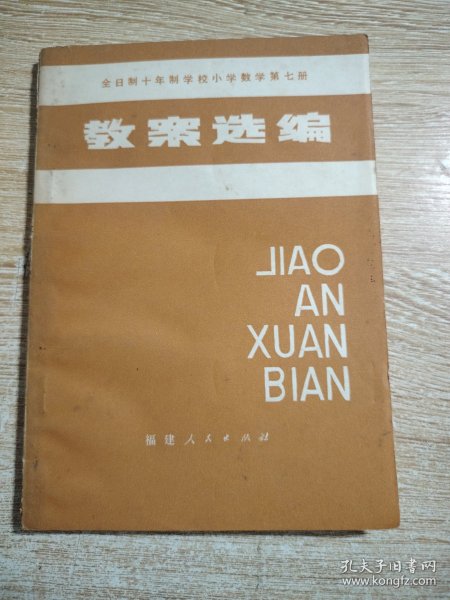 全日制十年制学校小学数学第七册
教案选编
JIAO
AN
XUAN
BIAN
福建人民出版社
孔夫子旧书网
www.kongfz.com